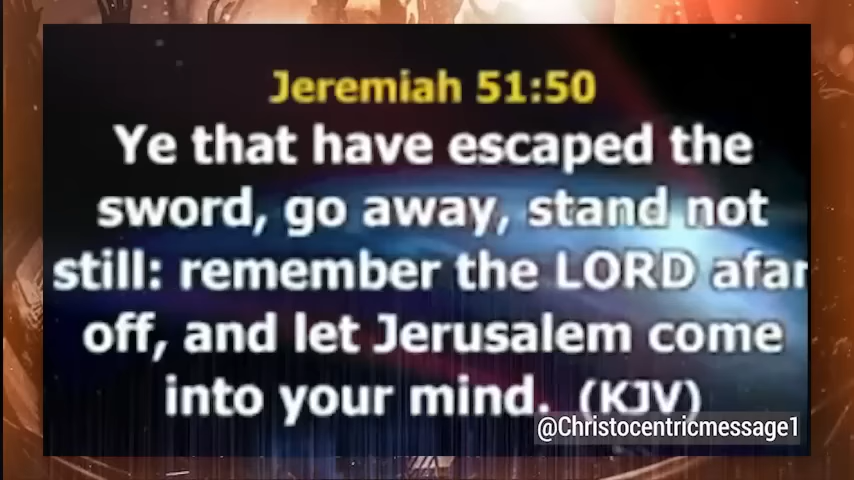 Jeremiah 51:50
Ye that have escaped the
sword, go away, stand not
still: remember the LORD afar
off, and let Jerusalem come
into your mind. (KJV)
@Christocentricmessage1